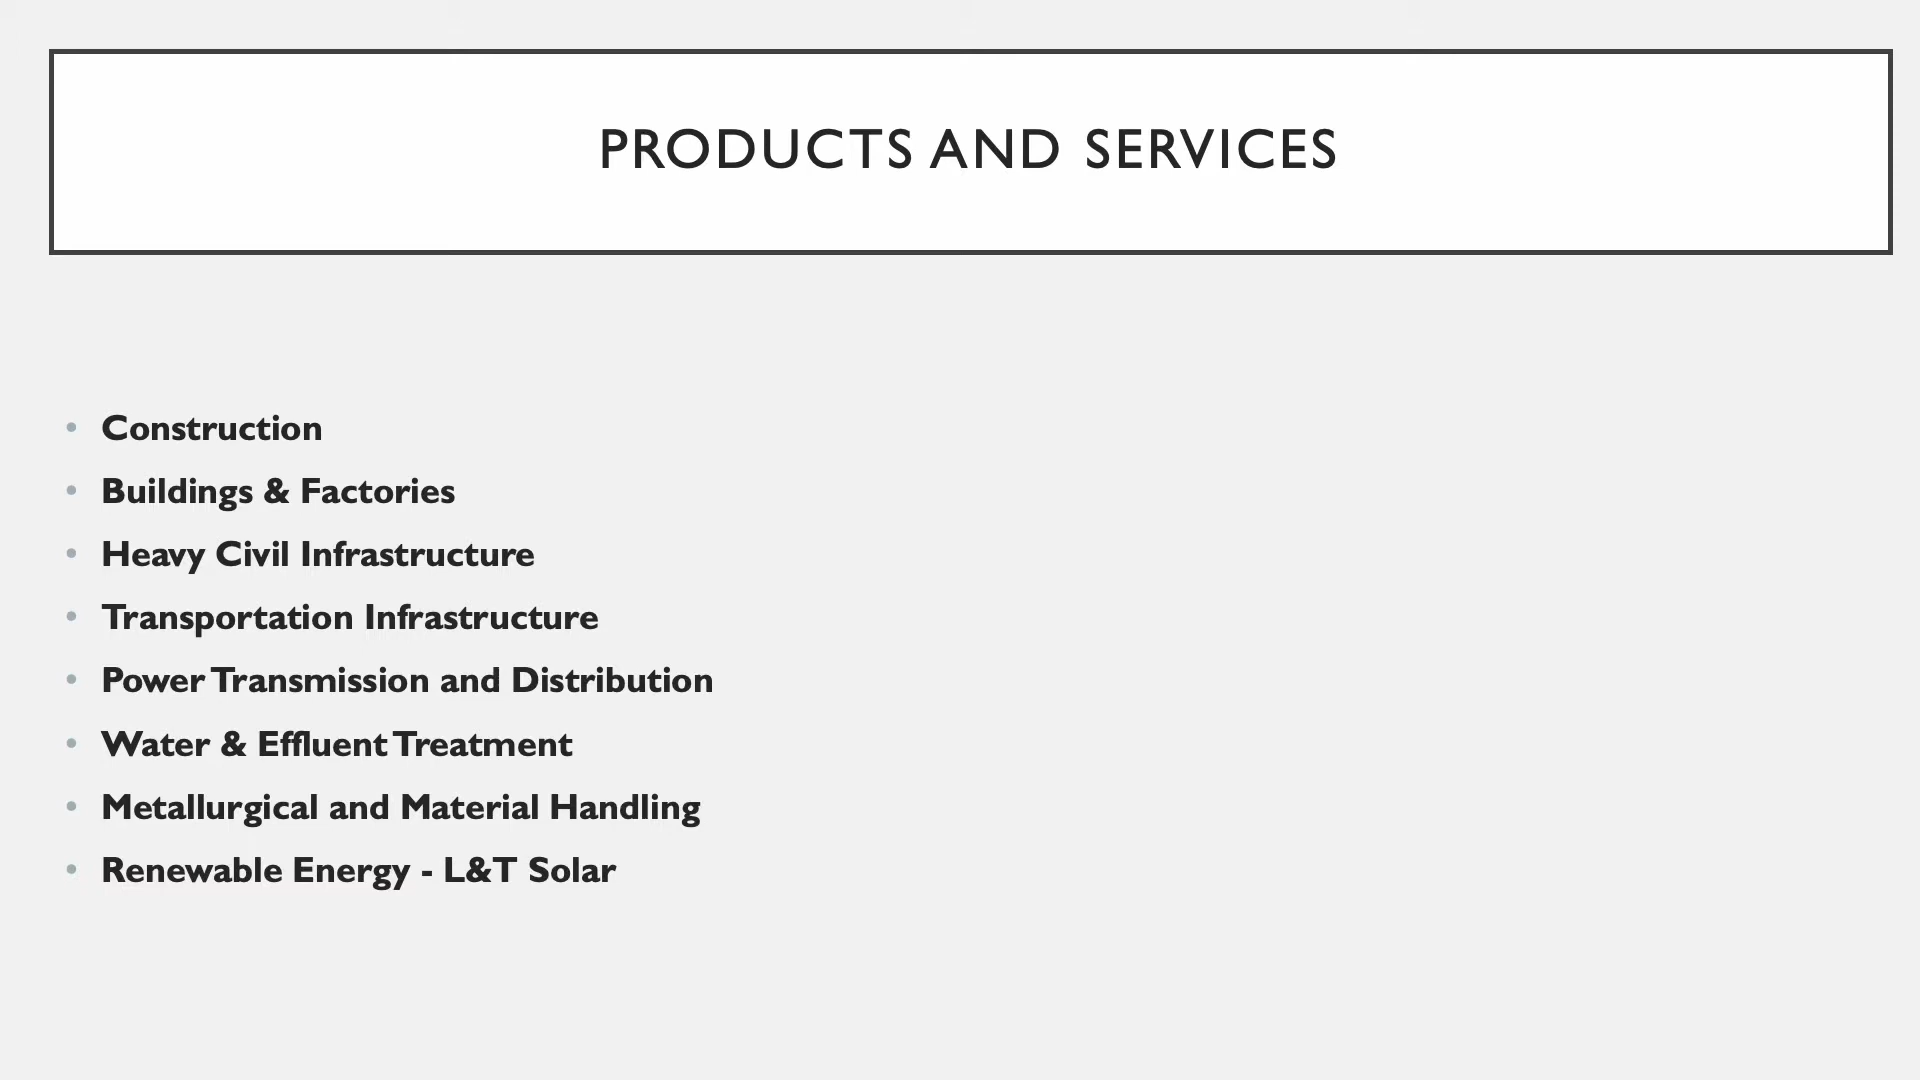 PRODUCTS AND SERVICES
• Construction
• Buildings & Factories
• Heavy Civil Infrastructure
• Transportation Infrastructure
• Power Transmission and Distribution
• Water & Effluent Treatment
• Metallurgical and Material Handling
• Renewable Energy - L&T Solar